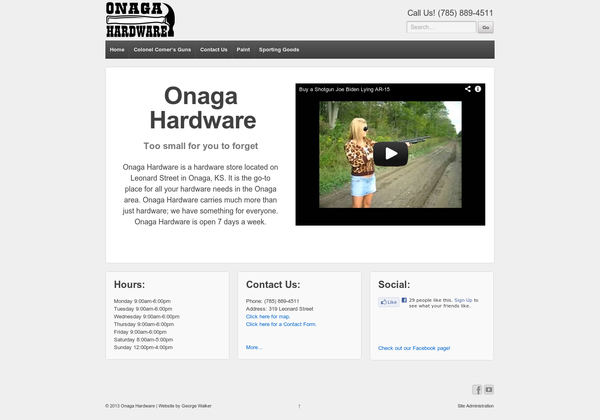 ONAGA
HARDWARE
Call Us! (785) 889-4511
Search...
Go
Home
Colonel Comer's Guns
Contact Us
Paint
Sporting Goods
Onaga
Hardware
Too small for you to forget
Onaga Hardware is a hardware store located on
Leonard Street in Onaga, KS. It is the go-to
place for all your hardware needs in the Onaga
area. Onaga Hardware carries much more than
just hardware; we have something for everyone.
Onaga Hardware is open 7 days a week.
Buy a Shotgun Joe Biden Lying AR-15
Hours:
Monday 9:00am-6:00pm
Tuesday 9:00am-6:00pm
Wednesday 9:00am-6:00pm
Thursday 9:00am-6:00pm
Friday 9:00am-6:00pm
Saturday 8:00am-5:00pm
Sunday 12:00pm-4:00pm
Contact Us:
Phone: (785) 889-4511
Address: 319 Leonard Street
Click here for map.
Click here for a Contact Form.
More...
Social:
Like
29 people like this. Sign Up to
see what your friends like.
Check out our Facebook page!
© 2013 Onaga Hardware | Website by George Walker
↑
Site Administration